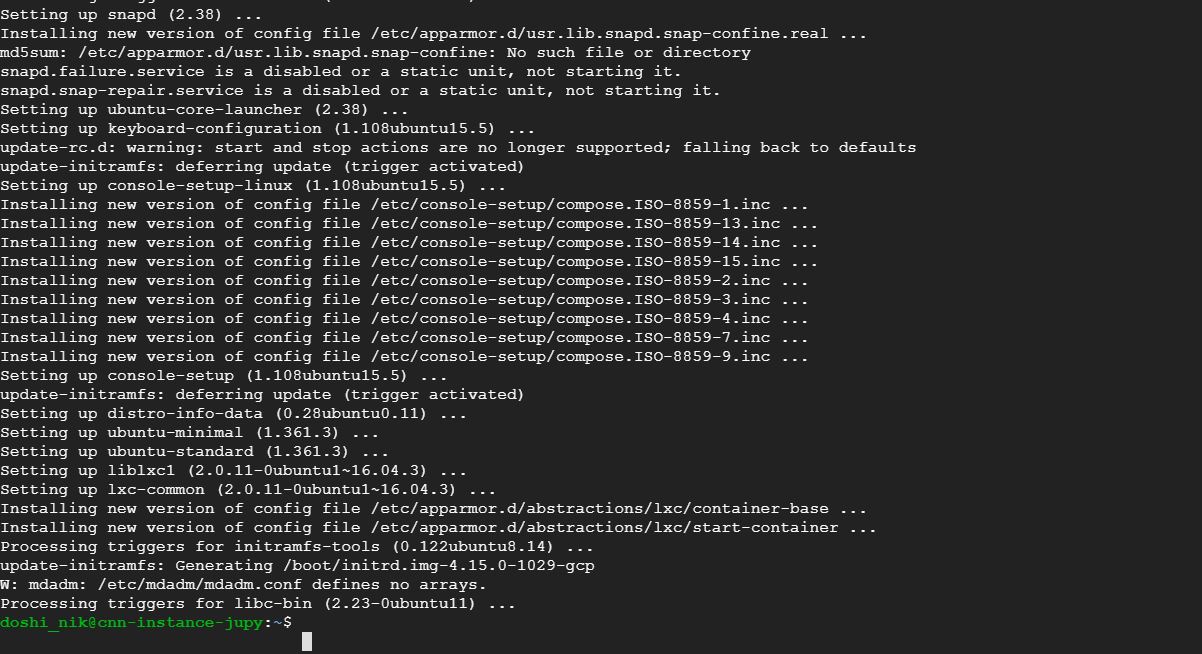 Setting up snapd (2.38) ...
Installing new version of config file /etc/apparmor.d/usr.lib.snapd.snap-confine.real ...
md5sum: /etc/apparmor.d/usr.lib.snapd.snap-confine: No such file or directory
snapd.failure.service is a disabled or a static unit, not starting it.
snapd.snap-repair.service is a disabled or a static unit, not starting it.
Setting up ubuntu-core-launcher (2.38) ...
Setting up keyboard-configuration (1.108ubuntu15.5) ...
update-rc.d: warning: start and stop actions are no longer supported; falling back to defaults
update-initramfs: deferring update (trigger activated)
Setting up console-setup-linux (1.108ubuntu15.5) ...
Installing new version of config file /etc/console-setup/compose.ISO-8859-1.inc ...
Installing new version of config file /etc/console-setup/compose.ISO-8859-13.inc ...
Installing new version of config file /etc/console-setup/compose.ISO-8859-14.inc ...
Installing new version of config file /etc/console-setup/compose.ISO-8859-15.inc ...
Installing new version of config file /etc/console-setup/compose.ISO-8859-2.inc ...
Installing new version of config file /etc/console-setup/compose.ISO-8859-3.inc ...
Installing new version of config file /etc/console-setup/compose.ISO-8859-4.inc ...
Installing new version of config file /etc/console-setup/compose.ISO-8859-7.inc ...
Installing new version of config file /etc/console-setup/compose.ISO-8859-9.inc ...
Setting up console-setup (1.108ubuntu15.5) ...
update-initramfs: deferring update (trigger activated)
Setting up distro-info-data (0.28ubuntu0.11) ...
Setting up ubuntu-minimal (1.361.3) ...
Setting up ubuntu-standard (1.361.3) ...
Setting up liblxc1 (2.0.11-0ubuntu1~16.04.3) ...
Setting up lxc-common (2.0.11-0ubuntu1~16.04.3) ...
Installing new version of config file /etc/apparmor.d/abstractions/lxc/container-base ...
Installing new version of config file /etc/apparmor.d/abstractions/lxc/start-container ...
Processing triggers for initramfs-tools (0.122ubuntu8.14) ...
update-initramfs: Generating /boot/initrd.img-4.15.0-1029-gcp
W: mdadm: /etc/mdadm/mdadm.conf defines no arrays.
Processing triggers for libc-bin (2.23-0ubuntu11) ...
doshi_nik@cnn-instance-jupy:~$